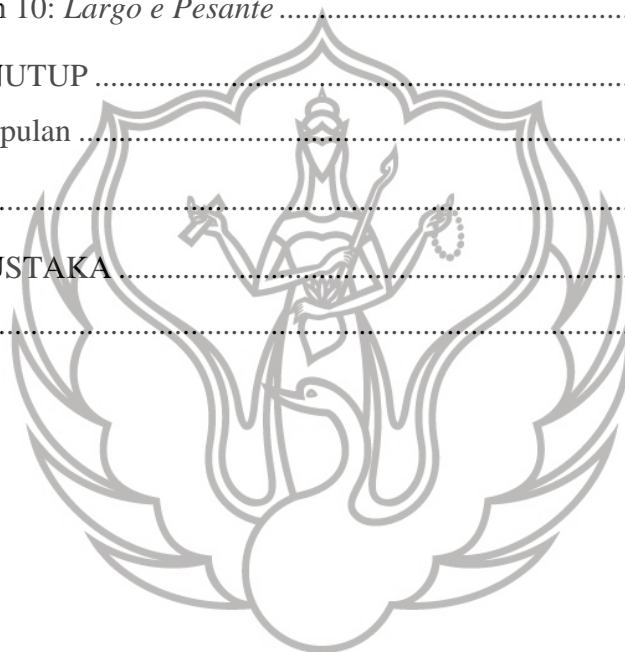 n 10: Largo e Pesante ....................................................
JUTUP ....................................................
pulan ....................................................
....................................................
USTAKA ....................................................
....................................................